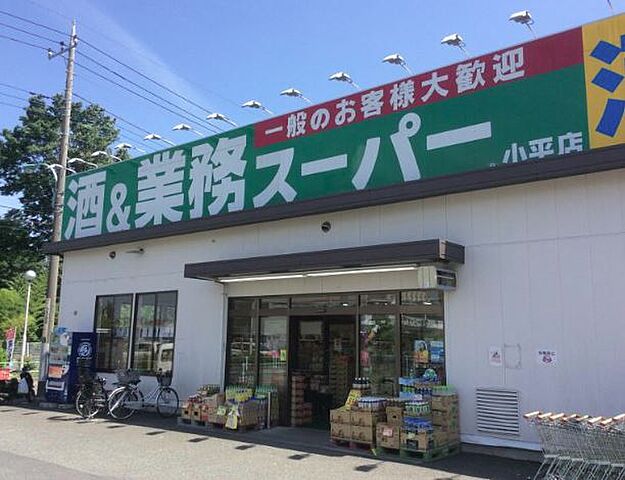 一般のお客様大歓迎
酒&業務スーパー
小平店
酒